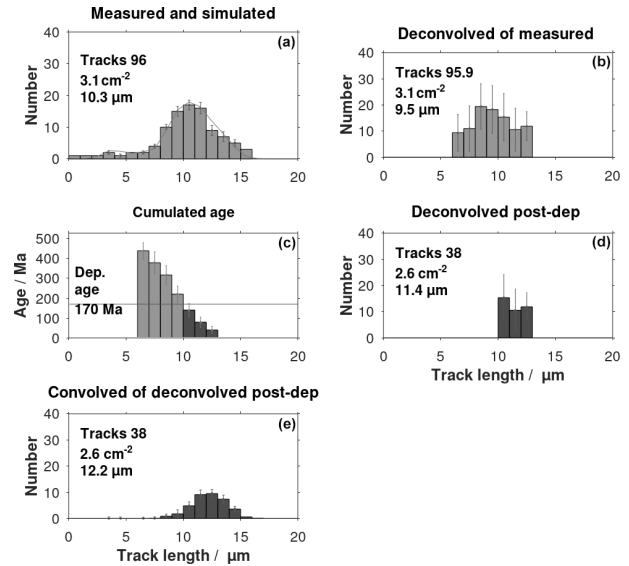 Measured and simulated
40
30
20
10
0
Number
Tracks 96
3.1 cm-2
10.3 µm
(a)
0 5 10 15 20
Deconvolved of measured
40
30
20
10
0
Number
Tracks 95.9
3.1 cm-2
9.5 µm
(b)
0 5 10 15 20
Cumulated age
500
400
300
200
100
0
Age / Ma
Dep.
age
170 Ma
(c)
0 5 10 15 20
Deconvolved post-dep
40
30
20
10
0
Number
Tracks 38
2.6 cm-2
11.4 µm
(d)
0 5 10 15 20
Track length / µm
Convolved of deconvolved post-dep
40
30
20
10
0
Number
Tracks 38
2.6 cm-2
12.2 µm
(e)
0 5 10 15 20
Track length / µm